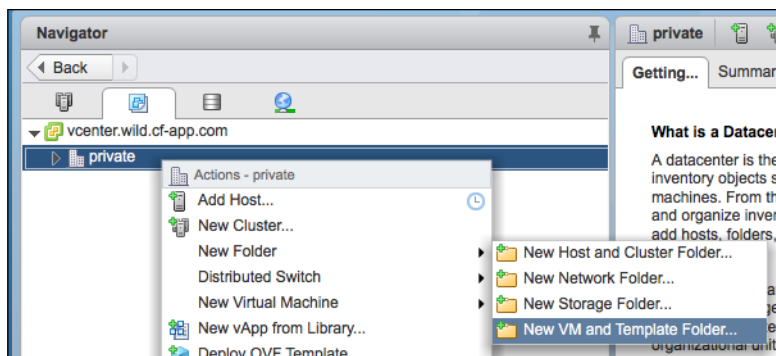 Navigator
Back
vcenter.wild.cf-app.com
private
Actions - private
Add Host...
New Cluster...
New Folder
Distributed Switch
New Virtual Machine
New vApp from Library...
Deploy OVF Template
New Host and Cluster Folder...
New Network Folder...
New Storage Folder...
New VM and Template Folder...
private
Getting... Summar
What is a Datace
A datacenter is the
inventory objects s
machines. From th
and organize inver
add hosts, folders,
organizational unit